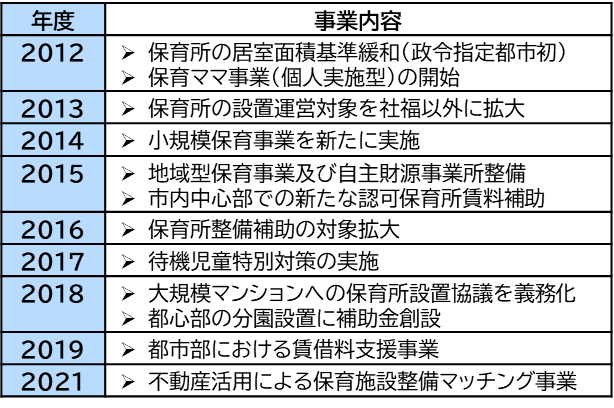 年度 事業内容
2012 ➢ 保育所の居室面積基準緩和(政令指定都市初)
➢ 保育ママ事業(個人実施型)の開始
2013 ➢ 保育所の設置運営対象を社福以外に拡大
2014 ➢ 小規模保育事業を新たに実施
2015 ➢ 地域型保育事業及び自主財源事業所整備
➢ 市内中心部での新たな認可保育所賃料補助
2016 ➢ 保育所整備補助の対象拡大
2017 ➢ 待機児童特別対策の実施
2018 ➢ 大規模マンションへの保育所設置協議を義務化
➢ 都心部の分園設置に補助金創設
2019 ➢ 都市部における賃借料支援事業
2021 ➢ 不動産活用による保育施設整備マッチング事業